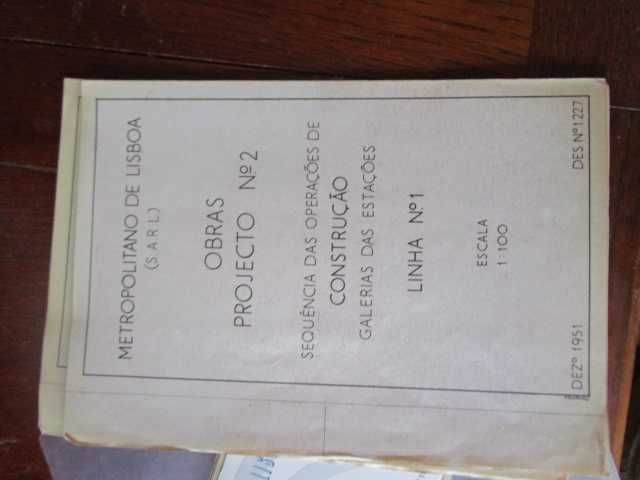 METROPOLITANO DE LISBOA
(S.A.R.L.)
OBRAS
PROJECTO Nº 2
SEQUÊNCIA DAS OPERAÇÕES DE
CONSTRUÇÃO
GALERIAS DAS ESTAÇÕES
LINHA Nº 1
ESCALA
1:100
DEZº 1951
DES. Nº 1227